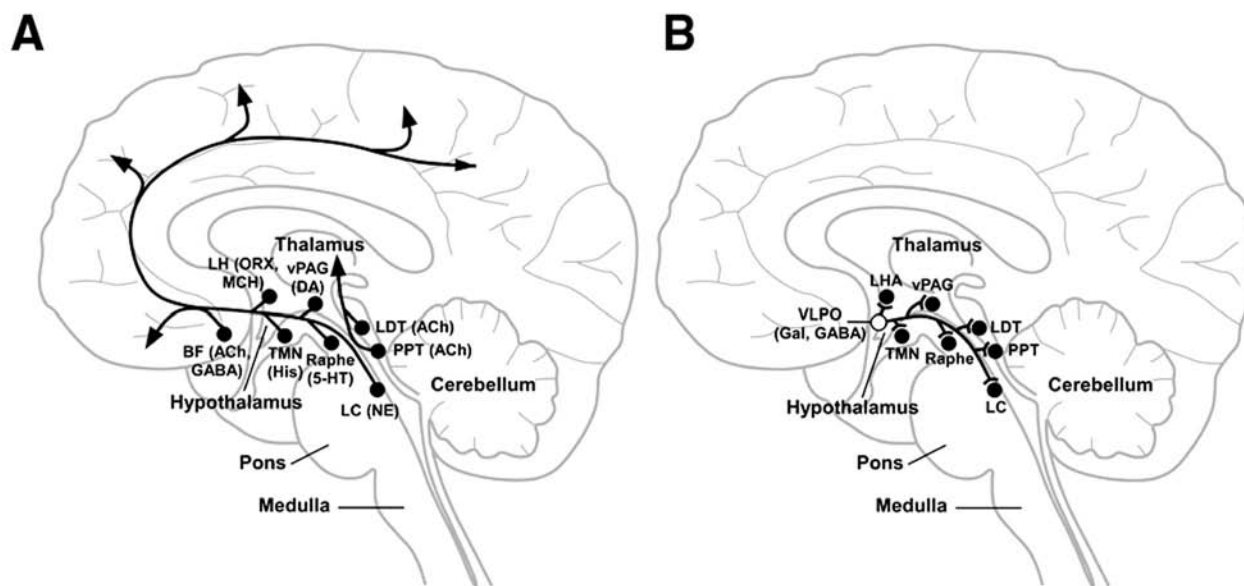 A
Thalamus
LH (ORX,
MCH)
vPAG
(DA)
LDT (ACh)
PPT (ACh)
BF (ACh,
GABA)
TMN
(His)
Raphe
(5-HT)
Hypothalamus
LC (NE)
Cerebellum
Pons
Medulla
B
Thalamus
LHA
vPAG
VLPO
(Gal, GABA)
LDT
TMN
Raphe
PPT
Hypothalamus
LC
Cerebellum
Pons
Medulla